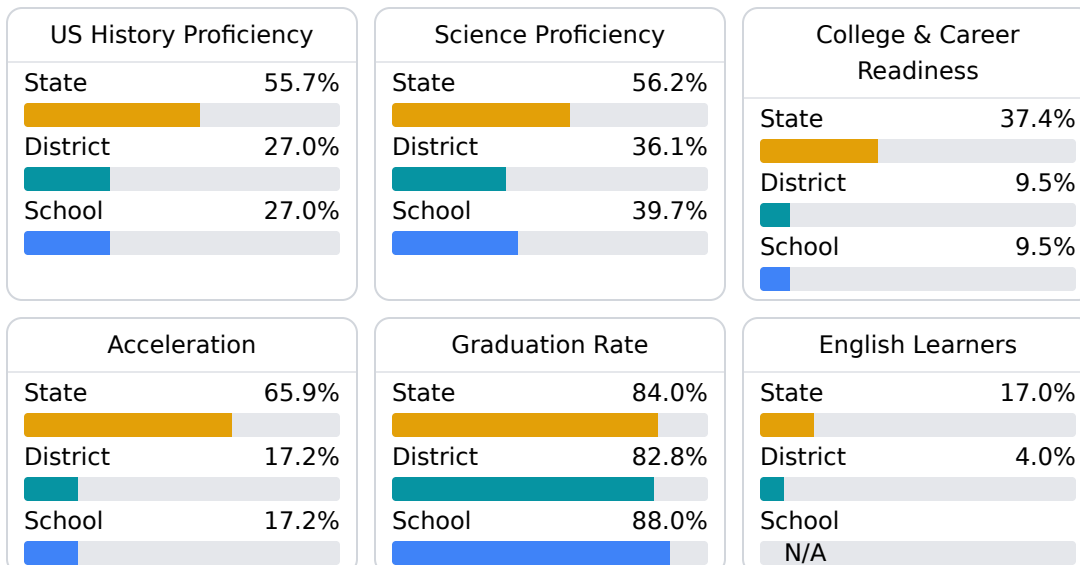 US History Proficiency
State 55.7%
District 27.0%
School 27.0%
Science Proficiency
State 56.2%
District 36.1%
School 39.7%
College & Career
Readiness
State 37.4%
District 9.5%
School 9.5%
Acceleration
State 65.9%
District 17.2%
School 17.2%
Graduation Rate
State 84.0%
District 82.8%
School 88.0%
English Learners
State 17.0%
District 4.0%
School
N/A